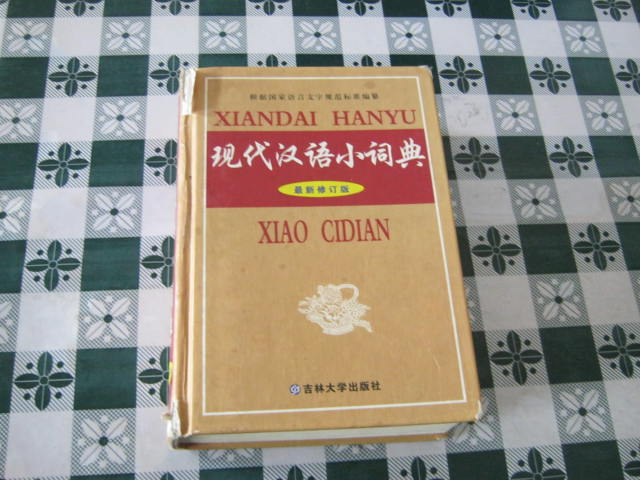 根据国家语言文字规范标准编纂
XIANDAI HANYU
现代汉语小词典
最新修订版
XIAO CIDIAN
吉林大学出版社